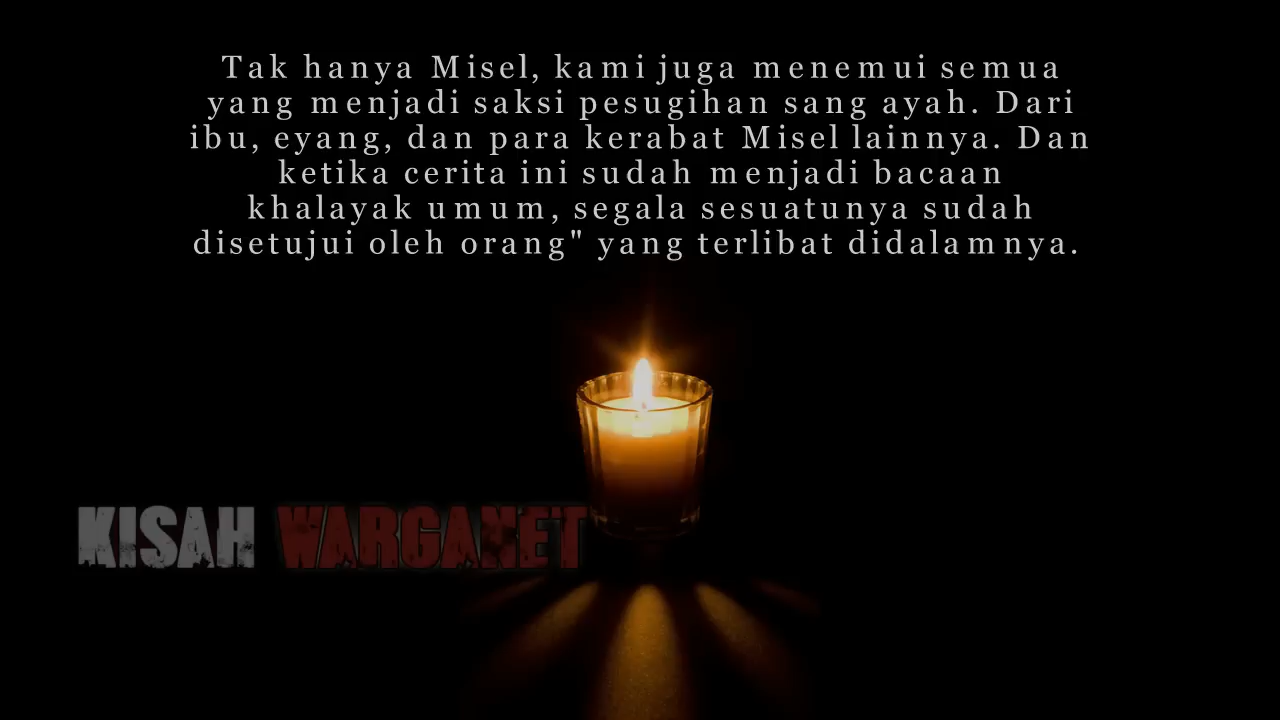 Tak hanya Misel, kami juga menemui semua
yang menjadi saksi pesugihan sang ayah. Dari
ibu, eyang, dan para kerabat Misel lainnya. Dan
ketika cerita ini sudah menjadi bacaan
khalayak umum, segala sesuatunya sudah
disetujui oleh orang" yang terlibat didalamnya.
KISAH WARGANET